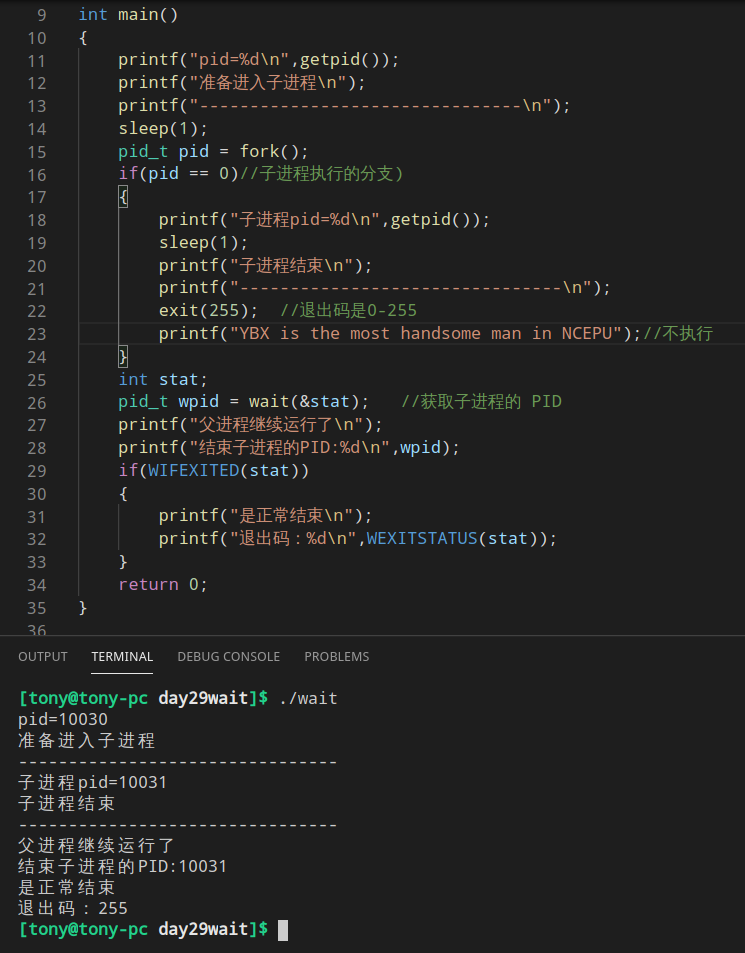 9 int main()
10 {
11 printf("pid=%d\n",getpid());
12 printf("准备进入子进程\n");
13 printf("--------------------------------\n");
14 sleep(1);
15 pid_t pid = fork();
16 if(pid == 0)//子进程执行的分支)
17 {
18 printf("子进程pid=%d\n",getpid());
19 sleep(1);
20 printf("子进程结束\n");
21 printf("--------------------------------\n");
22 exit(255);  //退出码是0-255
23 printf("YBX is the most handsome man in NCEPU");//不执行
24 }
25 int stat;
26 pid_t wpid = wait(&stat);   //获取子进程的 PID
27 printf("父进程继续运行了\n");
28 printf("结束子进程的PID:%d\n",wpid);
29 if(WIFEXITED(stat))
30 {
31 printf("是正常结束\n");
32 printf("退出码：%d\n",WEXITSTATUS(stat));
33 }
34 return 0;
35 }
36
OUTPUT TERMINAL DEBUG CONSOLE PROBLEMS
[tony@tony-pc day29wait]$ ./wait
pid=10030
准备进入子进程
--------------------------------
子进程pid=10031
子进程结束
--------------------------------
父进程继续运行了
结束子进程的PID:10031
是正常结束
退出码：255
[tony@tony-pc day29wait]$